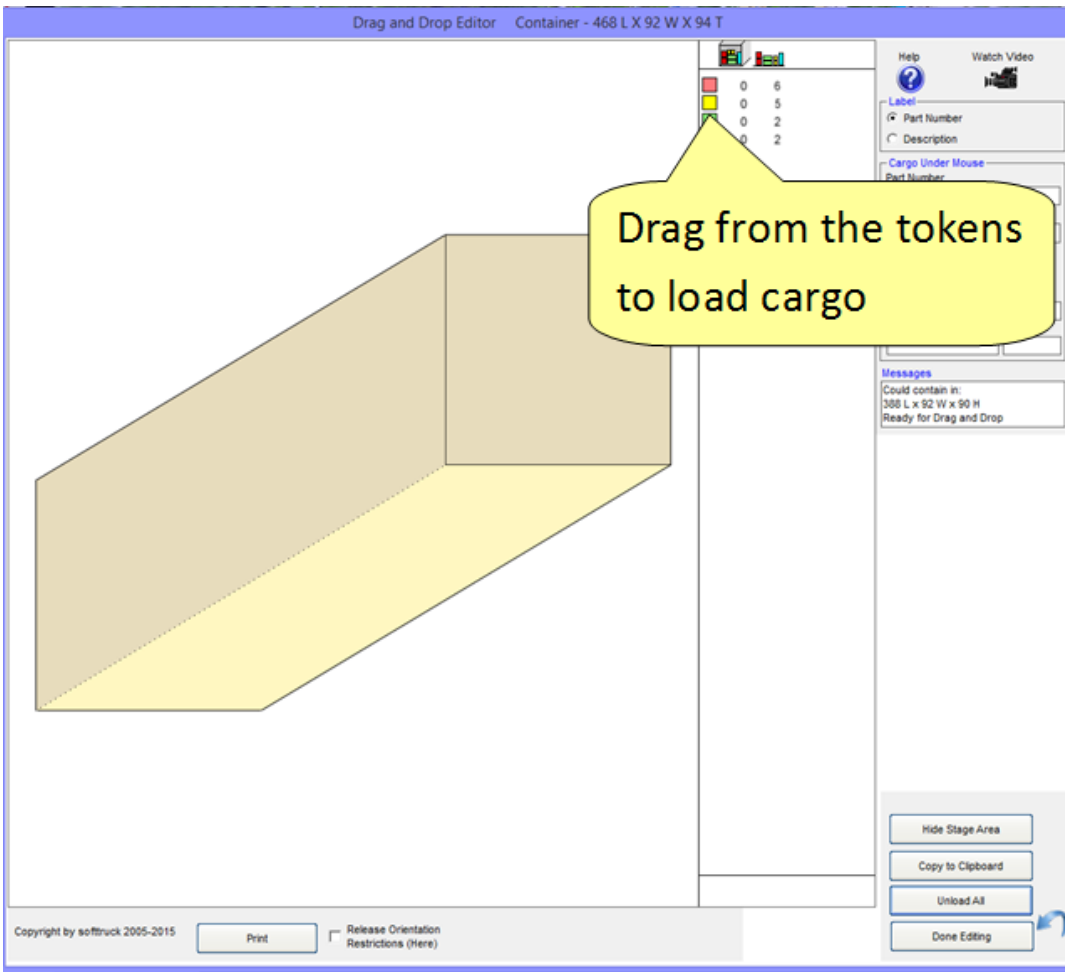 Drag and Drop Editor Container - 468 L X 92 W X 94 T
Help Watch Video
0 6
0 5
0 2
0 2
Label
Part Number
Description
Cargo Under Mouse
Part Number
Drag from the tokens
to load cargo
Messages
Could contain in:
388 L x 92 W x 90 H
Ready for Drag and Drop
Hide Stage Area
Copy to Clipboard
Unload All
Done Editing
Copyright by softtruck 2005-2015
Print
Release Orientation
Restrictions (Here)